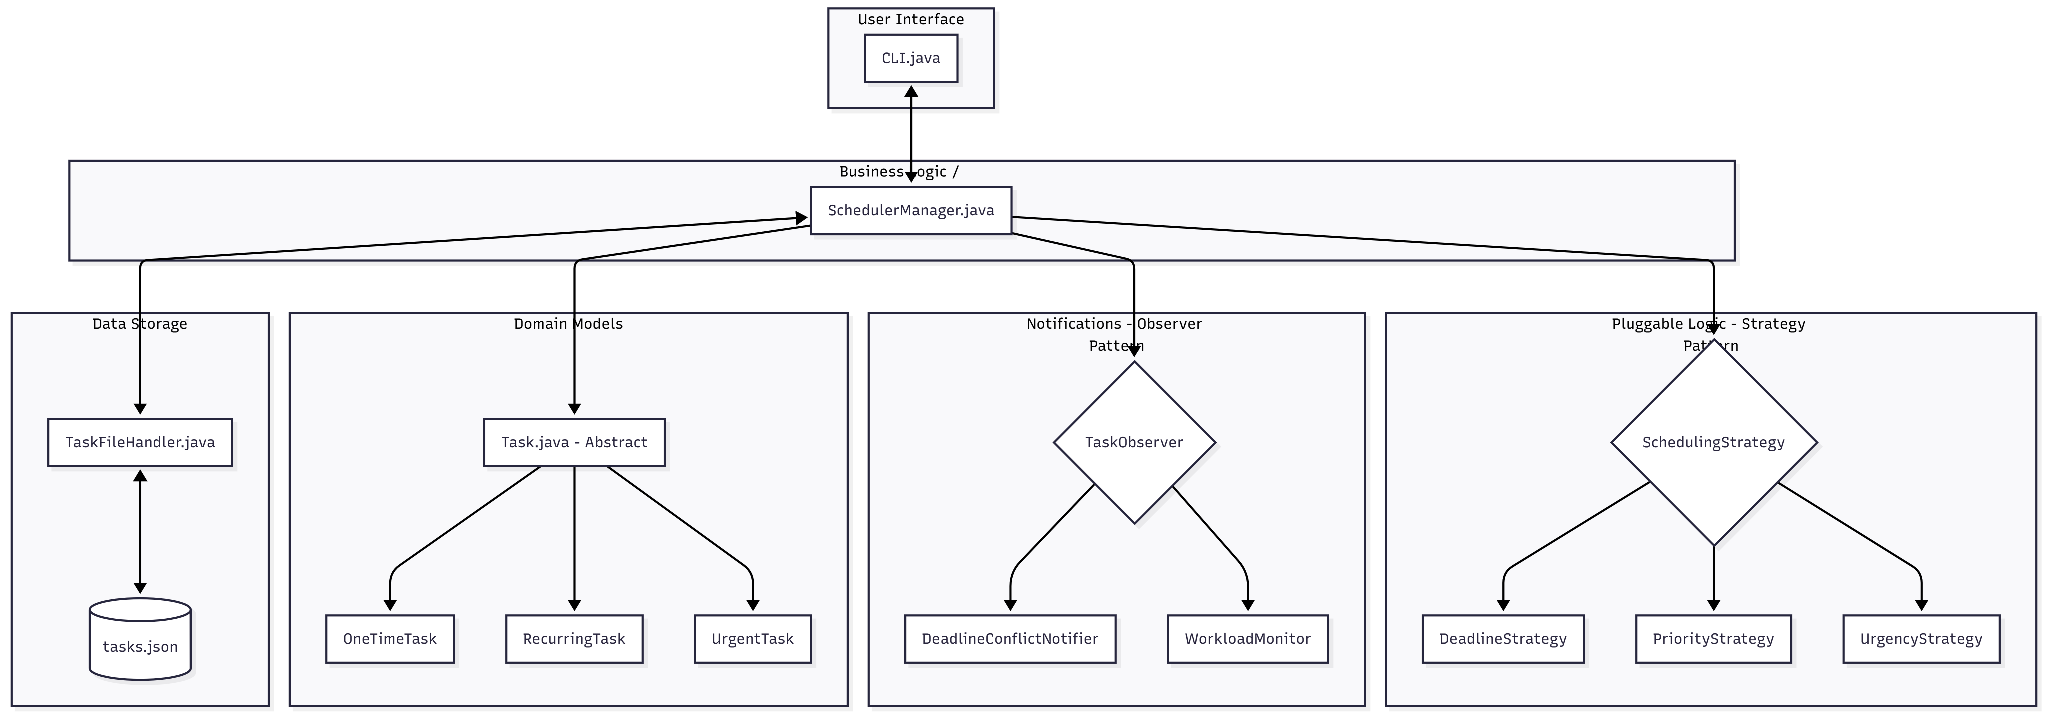 User Interface
CLI.java
Business Logic /
SchedulerManager.java
Data Storage
TaskFileHandler.java
tasks.json
Domain Models
Task.java - Abstract
OneTimeTask
RecurringTask
UrgentTask
Notifications - Observer
Pattern
TaskObserver
DeadlineConflictNotifier
WorkloadMonitor
Pluggable Logic - Strategy
Pattern
SchedulingStrategy
DeadlineStrategy
PriorityStrategy
UrgencyStrategy